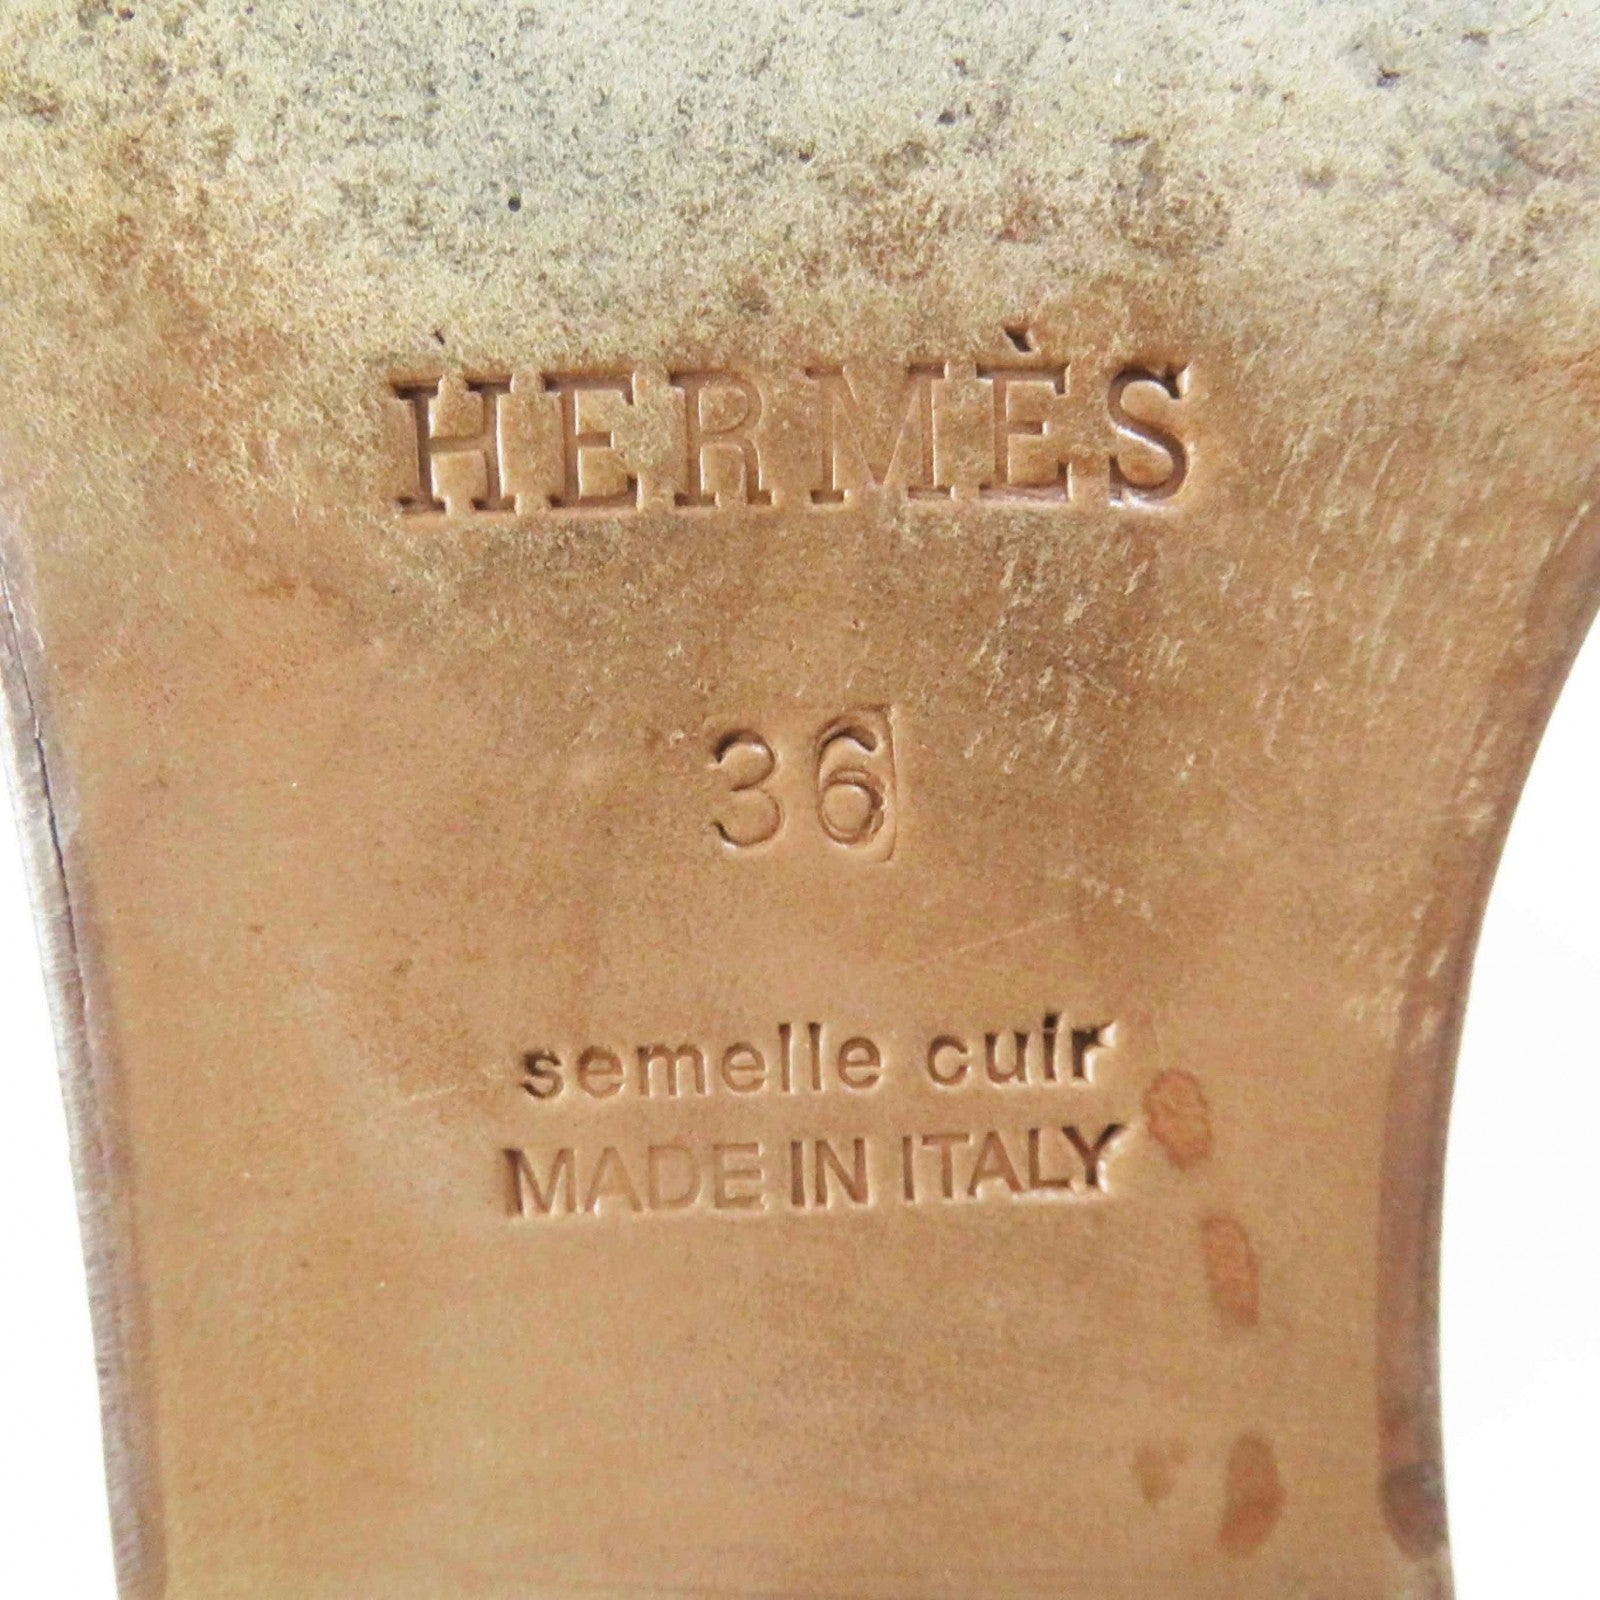 HERMÈS
36
semelle cuir
MADE IN ITALY